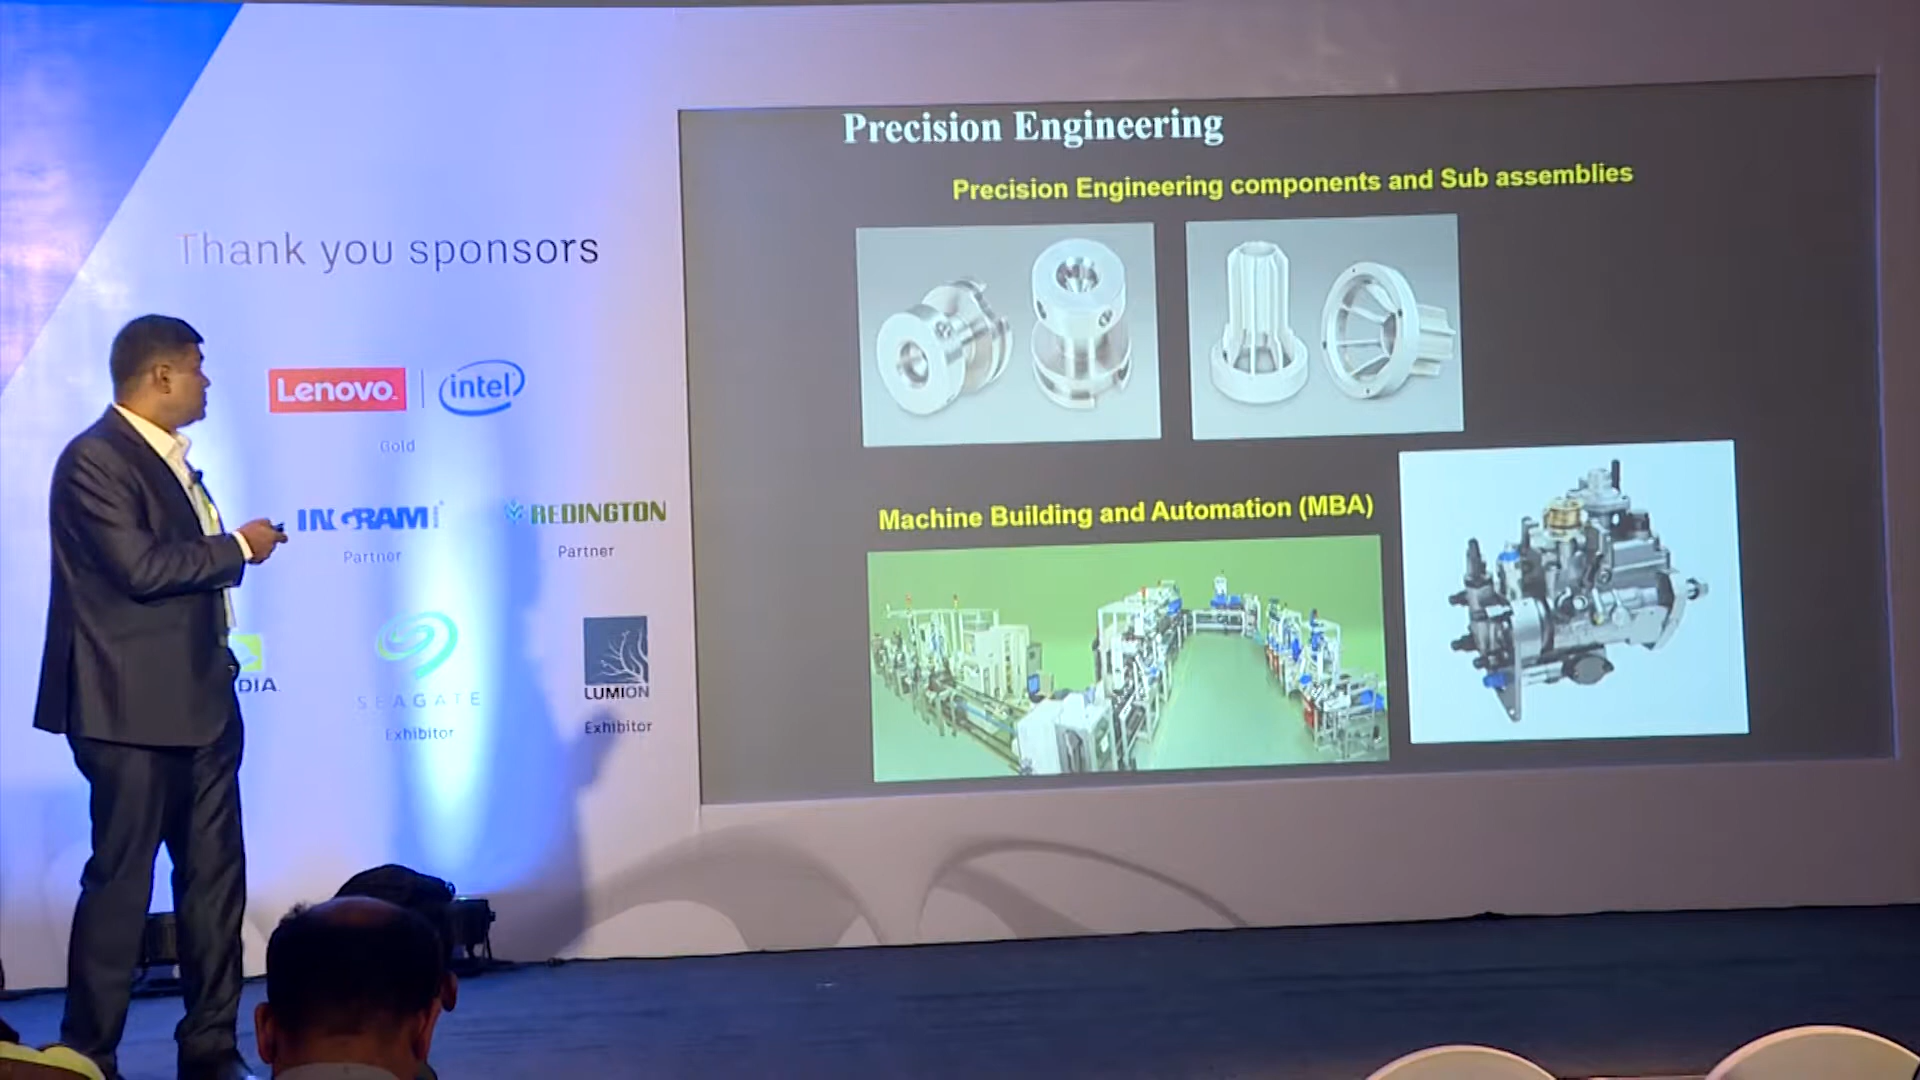 Thank you sponsors
Lenovo
intel
Gold
INGRAM
Partner
REDINGTON
Partner
DIA
SEAGATE
Exhibitor
LUMION
Exhibitor
Precision Engineering
Precision Engineering components and Sub assemblies
Machine Building and Automation (MBA)